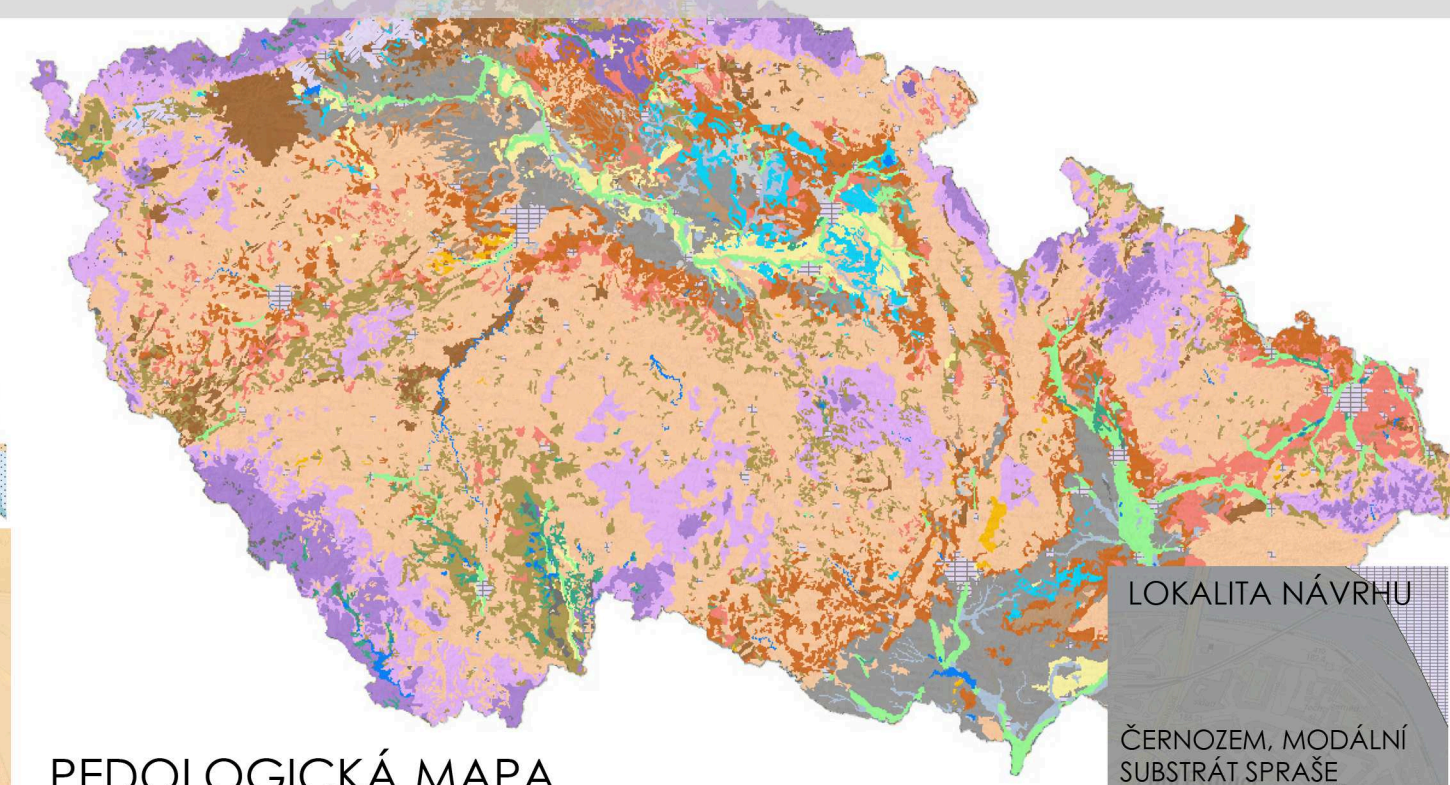 LOKALITA NÁVRHU
ČERNOZEM, MODÁLNÍ
SUBSTRÁT SPRAŠE
PEDOLOGICKÁ MAPA